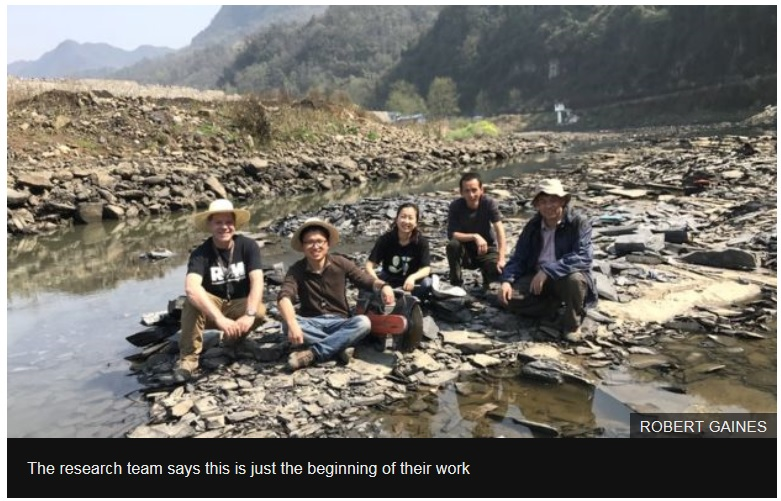 ROBERT GAINES
The research team says this is just the beginning of their work